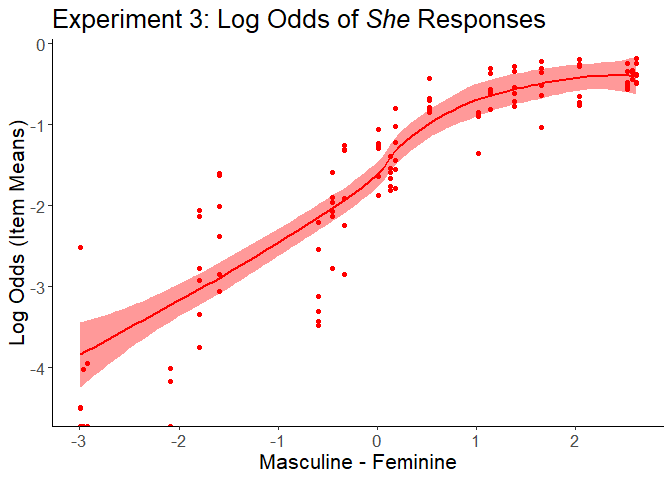 Experiment 3: Log Odds of She Responses
Log Odds (Item Means)
0
-1
-2
-3
-4
-3 -2 -1 0 1 2
Masculine - Feminine